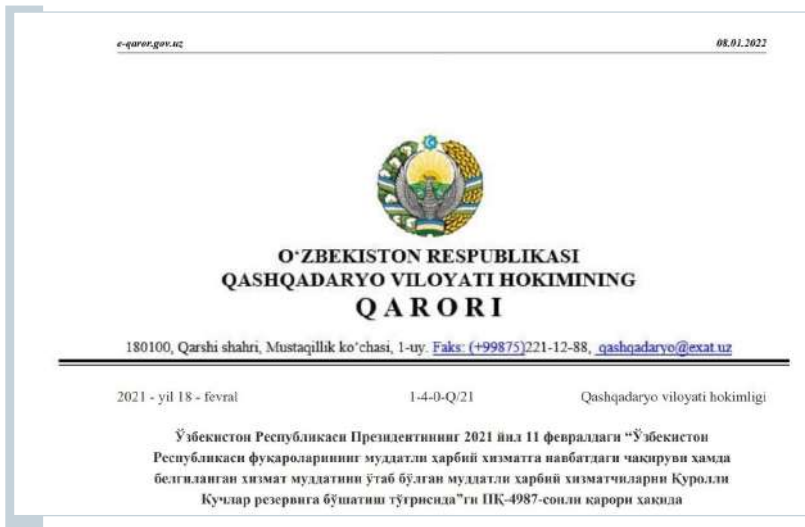 e-qaror.gov.uz 08.01.2022
O‘ZBEKISTON RESPUBLIKASI
QASHQADARYO VILOYATI HOKIMINING
QARORI
180100, Qarshi shahri, Mustaqillik ko‘chasi, 1-uy. Faks: (+99875)221-12-88, qashqadaryo@exat.uz
2021 - yil 18 - fevral 1-4-0-Q/21 Qashqadaryo viloyati hokimligi
Ўзбекистон Республикаси Президентининг 2021 йил 11 февралдаги “Ўзбекистон
Республикаси фуқароларининг муддатли ҳарбий хизматга навбатдаги чақируви ҳамда
белгиланган хизмат муддатини ўтаб бўлган муддатли ҳарбий хизматчиларни Қуролли
Кучлар резервига бўшатиш тўғрисида”ги ПҚ-4987-сонли қарори ҳақида